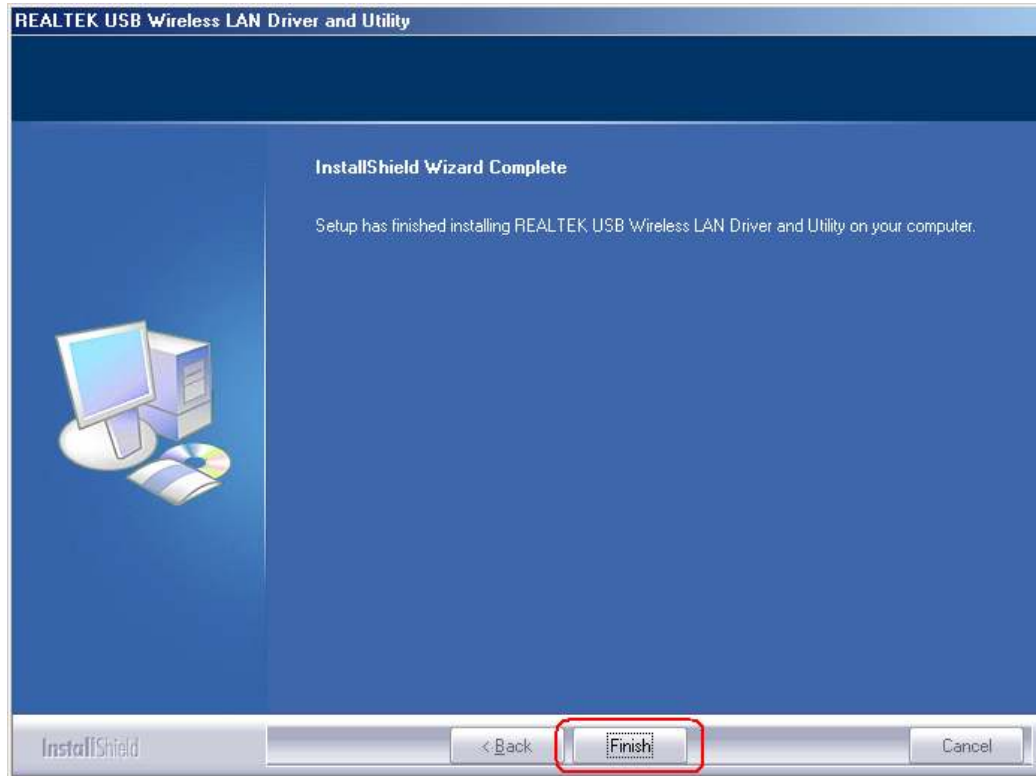 REALTEK USB Wireless LAN Driver and Utility
InstallShield Wizard Complete
Setup has finished installing REALTEK USB Wireless LAN Driver and Utility on your computer.
InstallShield
< Back
Finish
Cancel